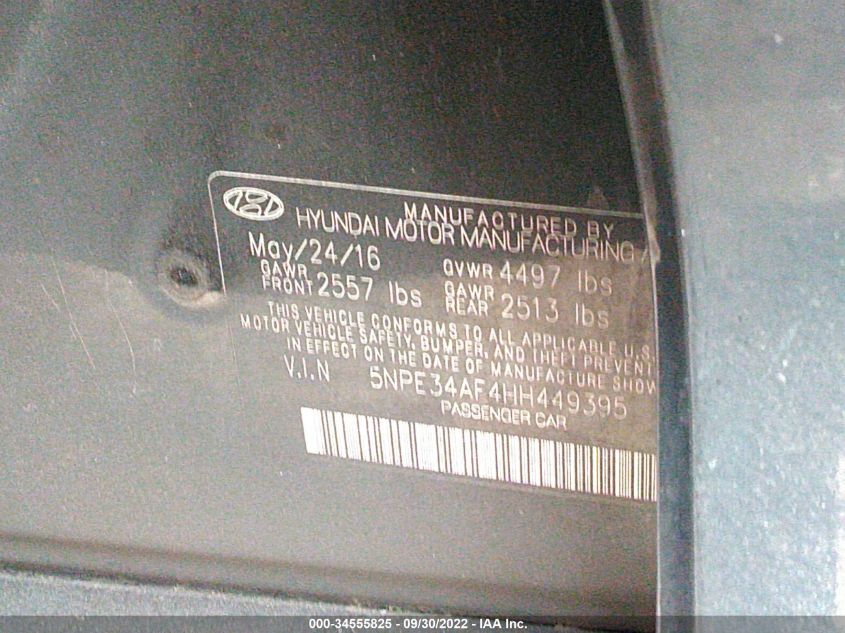 MANUFACTURED BY
HYUNDAI MOTOR MANUFACTURING
May/24/16 GVWR 4497 lbs
GAWR FRONT 2557 lbs GAWR REAR 2513 lbs
THIS VEHICLE CONFORMS TO ALL APPLICABLE U.S.
MOTOR VEHICLE SAFETY, BUMPER, AND THEFT PREVENT
IN EFFECT ON THE DATE OF MANUFACTURE SHOW
V.I.N 5NPE34AF4HH449395
PASSENGER CAR
000-34555825 - 09/30/2022 - IAA Inc.